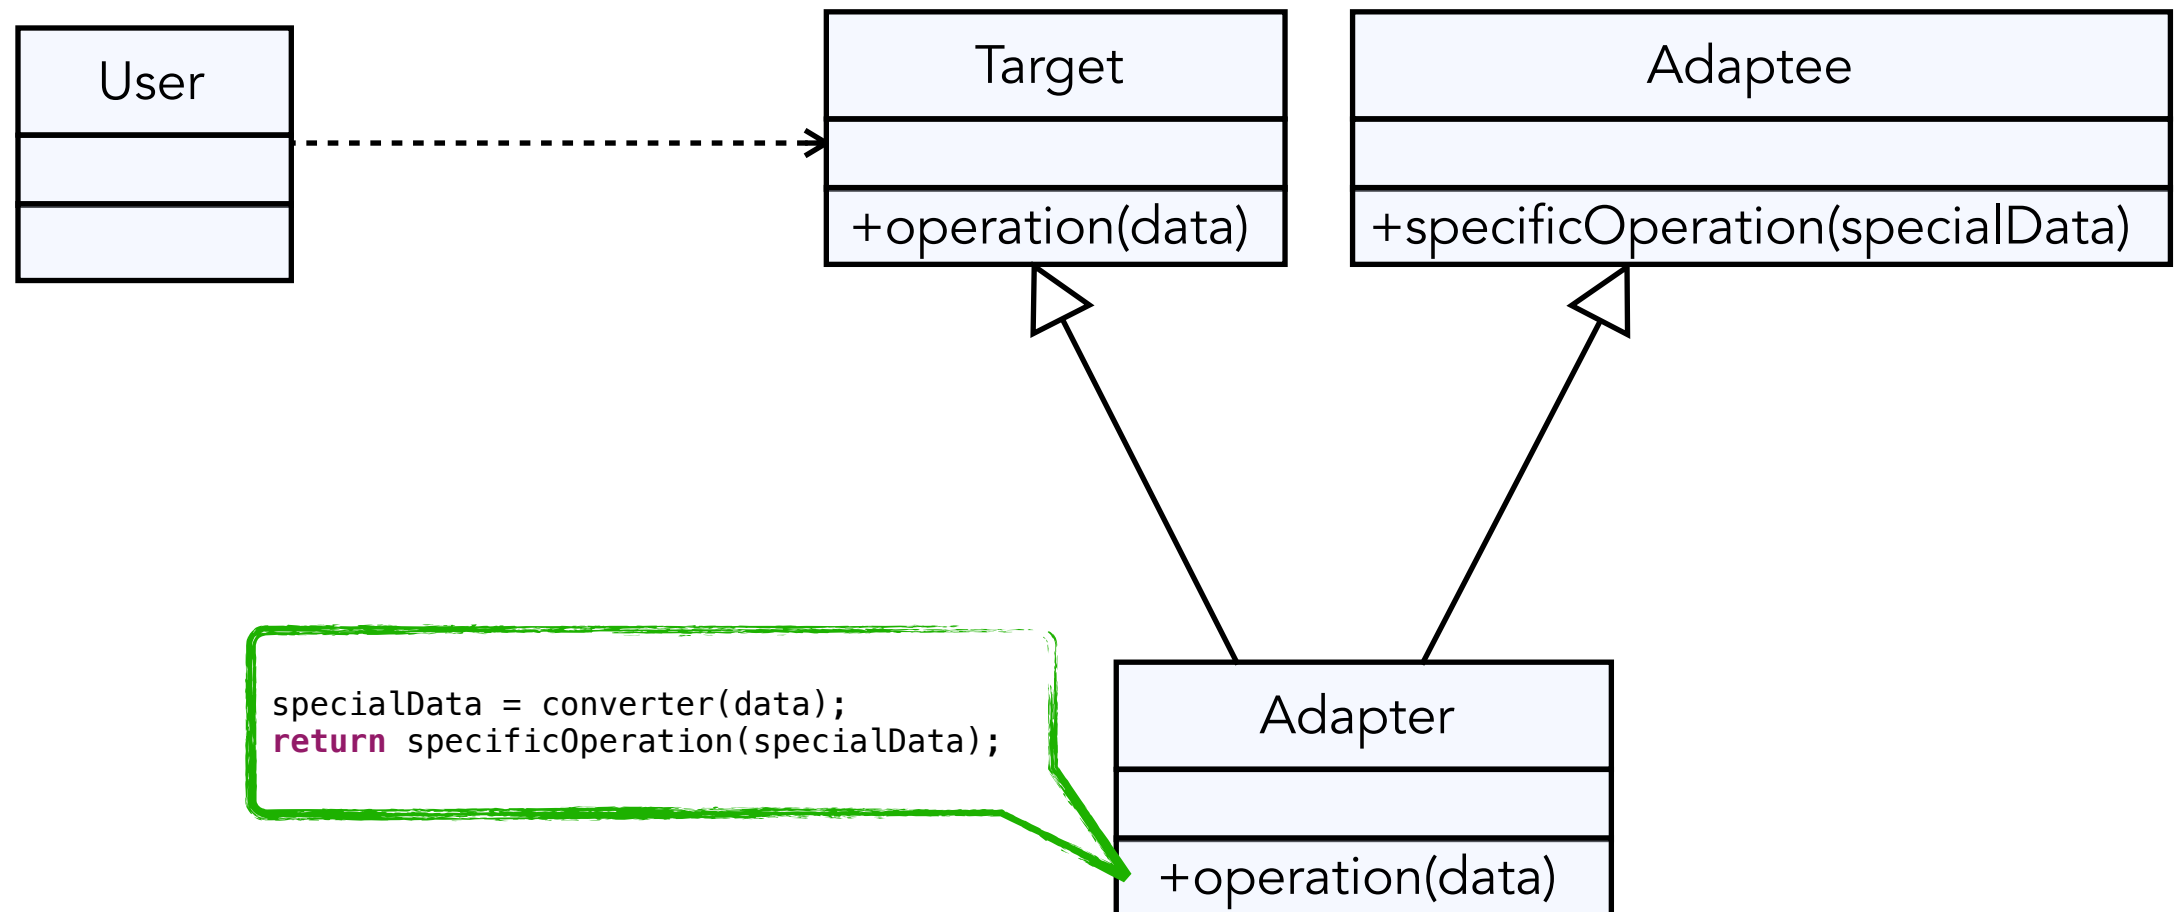 User
Target
+operation(data)
Adaptee
+specificOperation(specialData)
specialData = converter(data);
return specificOperation(specialData);
Adapter
+operation(data)